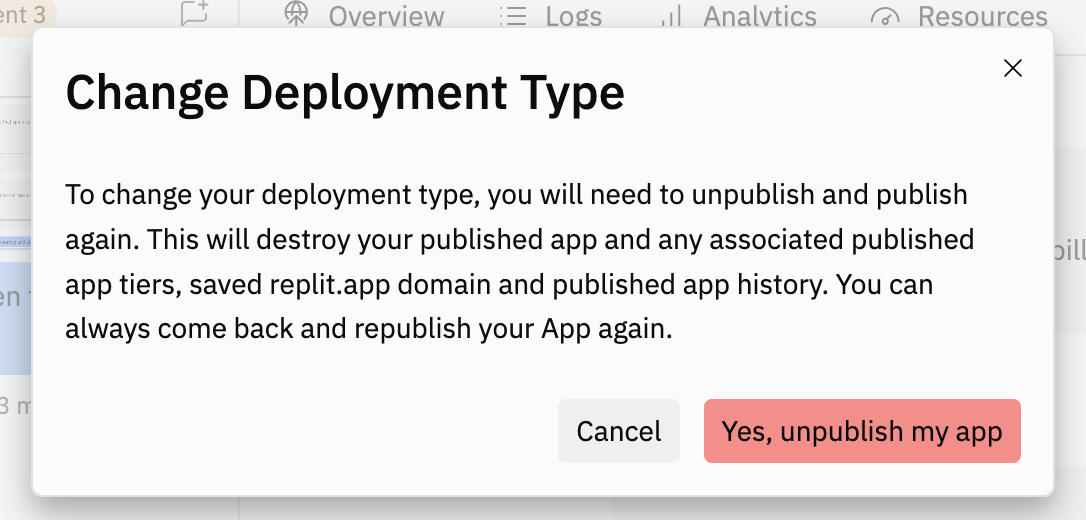 ent 3
Overview
Logs
Analytics
Resources
Change Deployment Type
To change your deployment type, you will need to unpublish and publish
again. This will destroy your published app and any associated published
app tiers, saved replit.app domain and published app history. You can
always come back and republish your App again.
bill
en
3 m
Cancel
Yes, unpublish my app